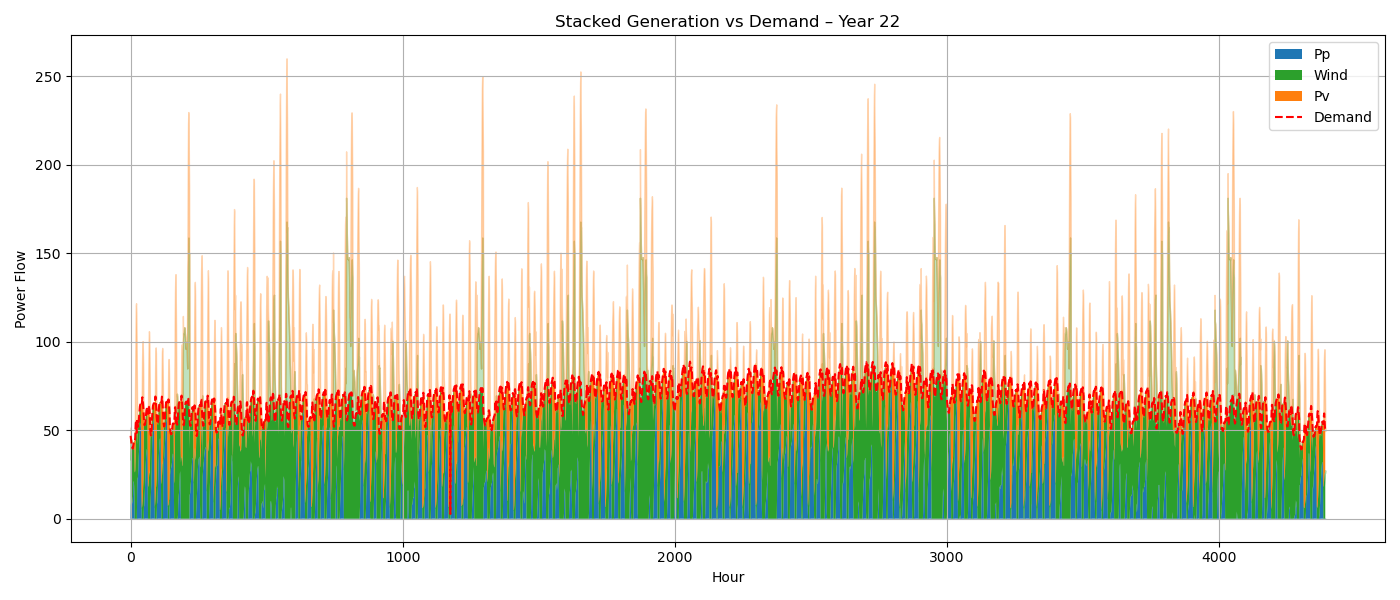 Stacked Generation vs Demand – Year 22
Pp
Wind
Pv
Demand
Power Flow
250
200
150
100
50
0
0 1000 2000 3000 4000
Hour